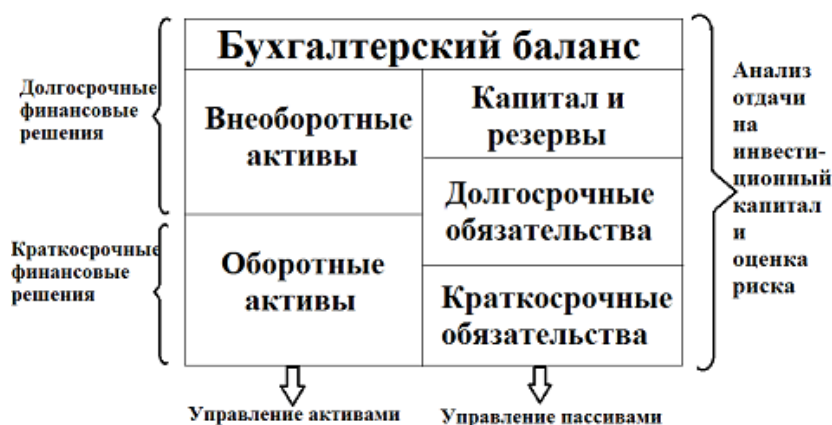 Бухгалтерский баланс
Долгосрочные
финансовые
решения
Внеоборотные
активы
Капитал и
резервы
Долгосрочные
обязательства
Краткосрочные
финансовые
решения
Оборотные
активы
Краткосрочные
обязательства
Анализ
отдачи
на
инвести-
ционный
капитал
и
оценка
риска
Управление активами
Управление пассивами